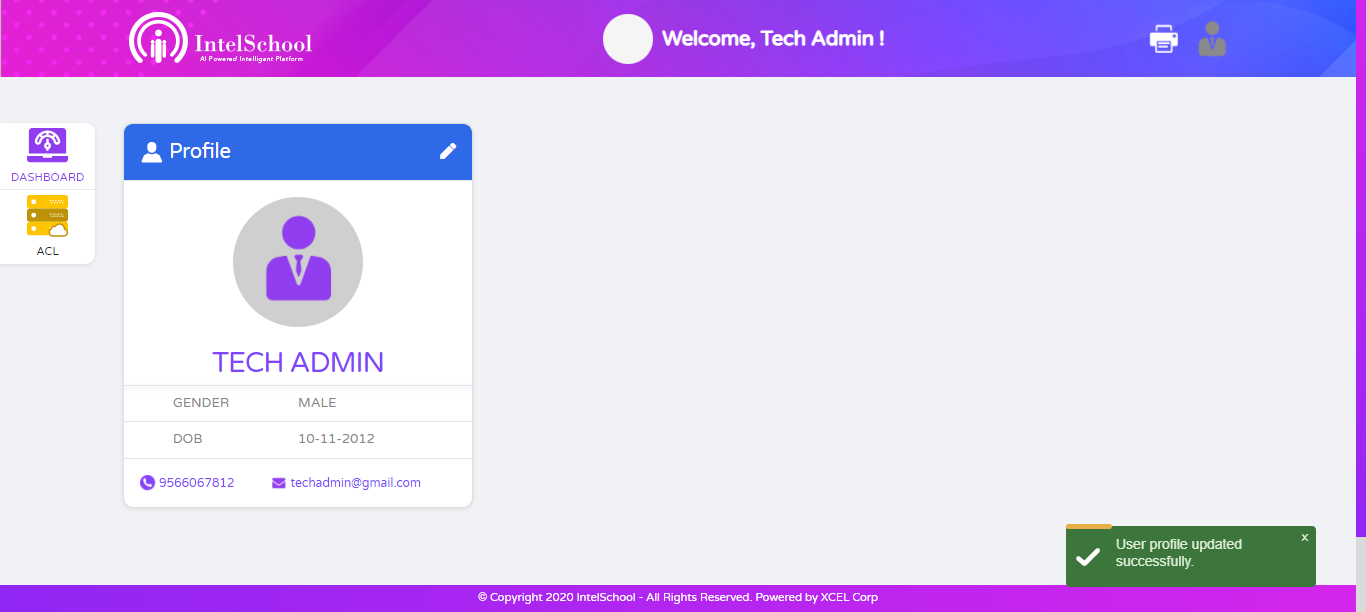 IntelSchool
AI Powered Intelligent Platform
Welcome, Tech Admin !
DASHBOARD
ACL
Profile
TECH ADMIN
GENDER MALE
DOB 10-11-2012
9566067812 techadmin@gmail.com
User profile updated
successfully.
x
© Copyright 2020 IntelSchool - All Rights Reserved. Powered by XCEL Corp